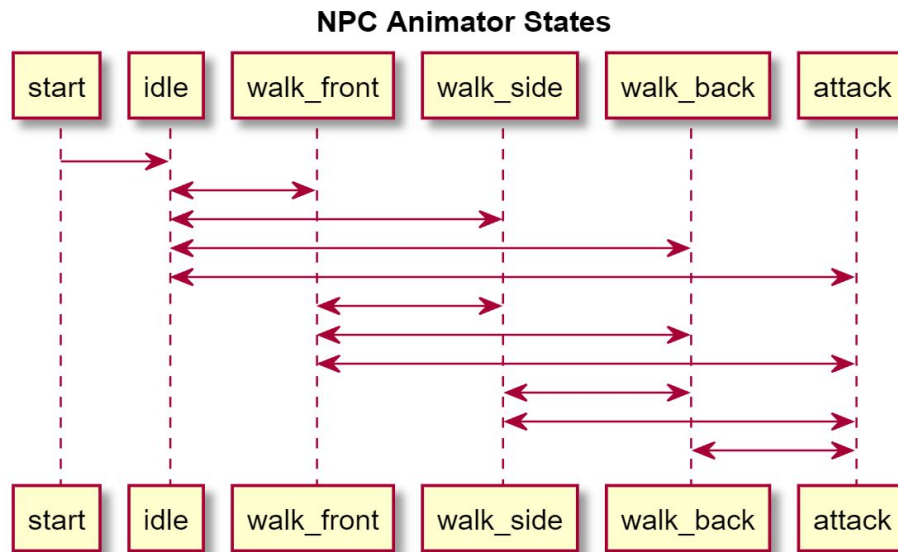 NPC Animator States
start idle walk_front walk_side walk_back attack
start idle walk_front walk_side walk_back attack